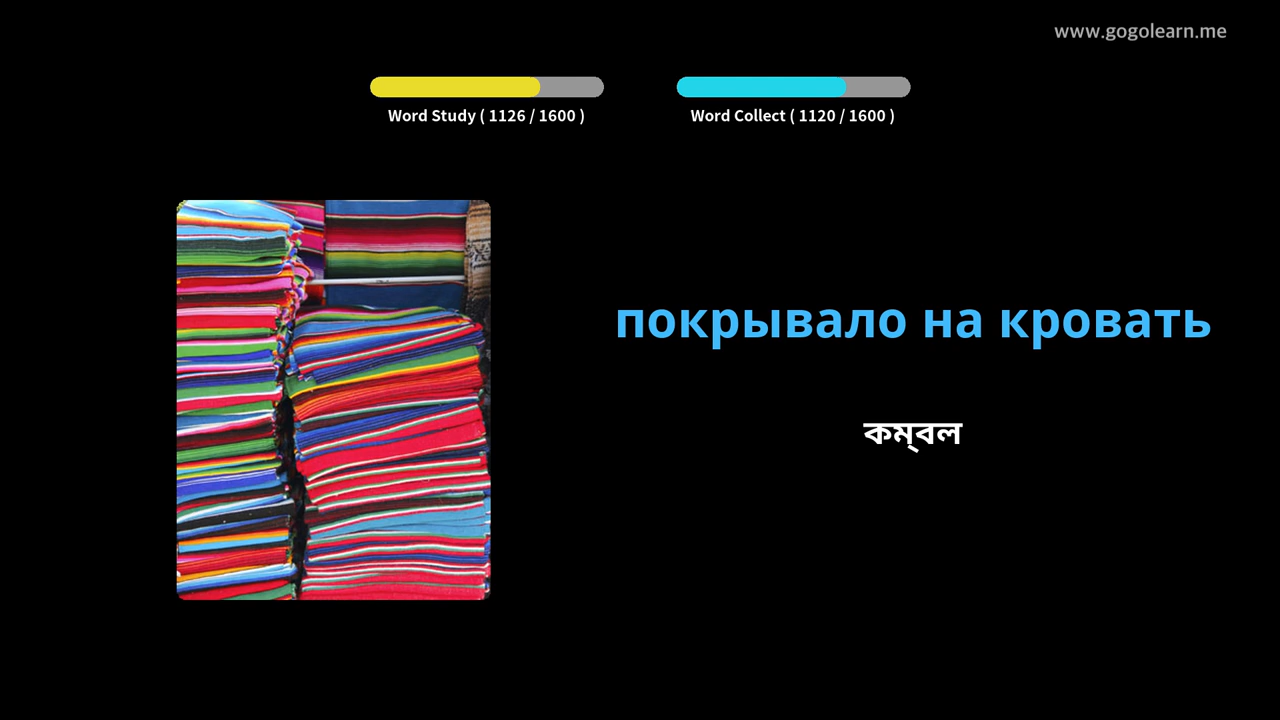 www.gogolearn.me
Word Study ( 1126 / 1600 )
Word Collect ( 1120 / 1600 )
покрывало на кровать
কম্‌বল